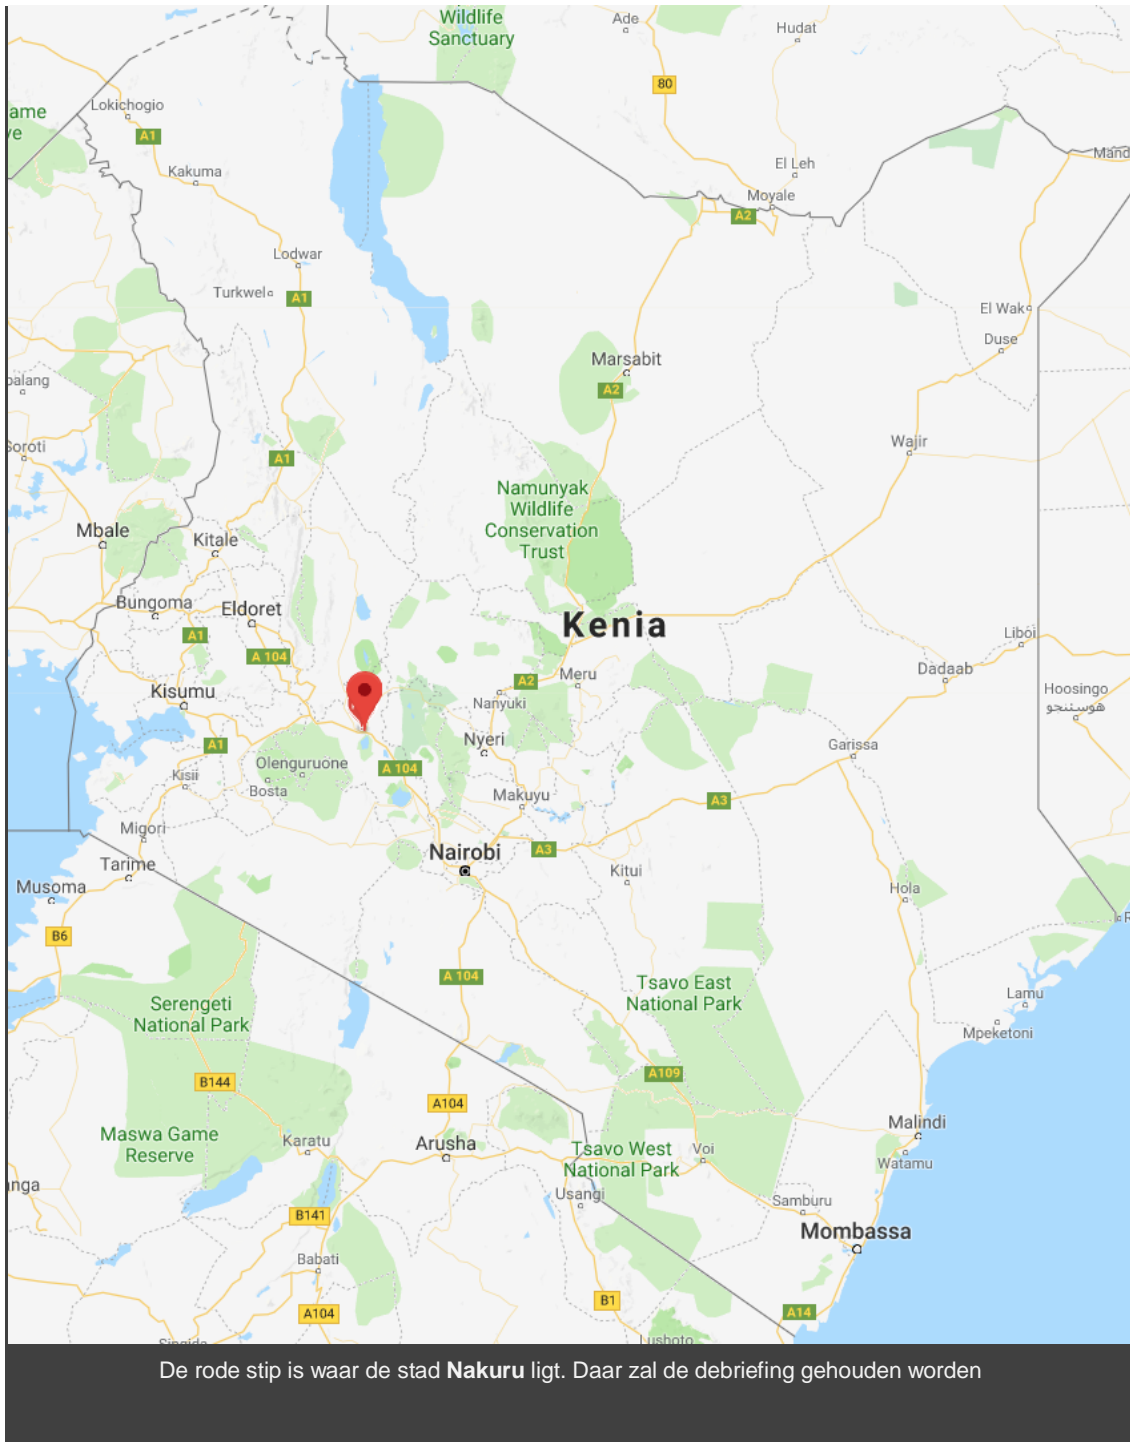 Wildlife
Sanctuary
Ade
Hudat
80
Lokichogio
ame
ve
A1
Kakuma
El Leh
Mand
Moyale
A2
Lodwar
Turkwel
A1
El Wak
Duse
Marsabit
A2
palang
Soroti
A1
Wajir
Namunyak
Wildlife
Conservation
Trust
Mbale
Kitale
Bungoma
Eldoret
Kenia
A1
A 104
Liboi
Dadaab
Meru
A2
Kisumu
Nanyuki
Hoosingo
هوستنجو
A1
Nyeri
Garissa
Olenguruone
A 104
Kisii
Bosta
Makuyu
A3
Migori
Nairobi
A3
Tarime
Kitui
Musoma
Hola
R
B6
A 104
Tsavo East
National Park
Serengeti
National Park
Lamu
Mpeketoni
B144
A109
A104
Malindi
Maswa Game
Reserve
Karatu
Arusha
Tsavo West
National Park
Voi
Watamu
anga
Usangi
Samburu
B141
Mombassa
Babati
B1
A104
A14
Singida
Lushoto
De rode stip is waar de stad Nakuru ligt. Daar zal de debriefing gehouden worden